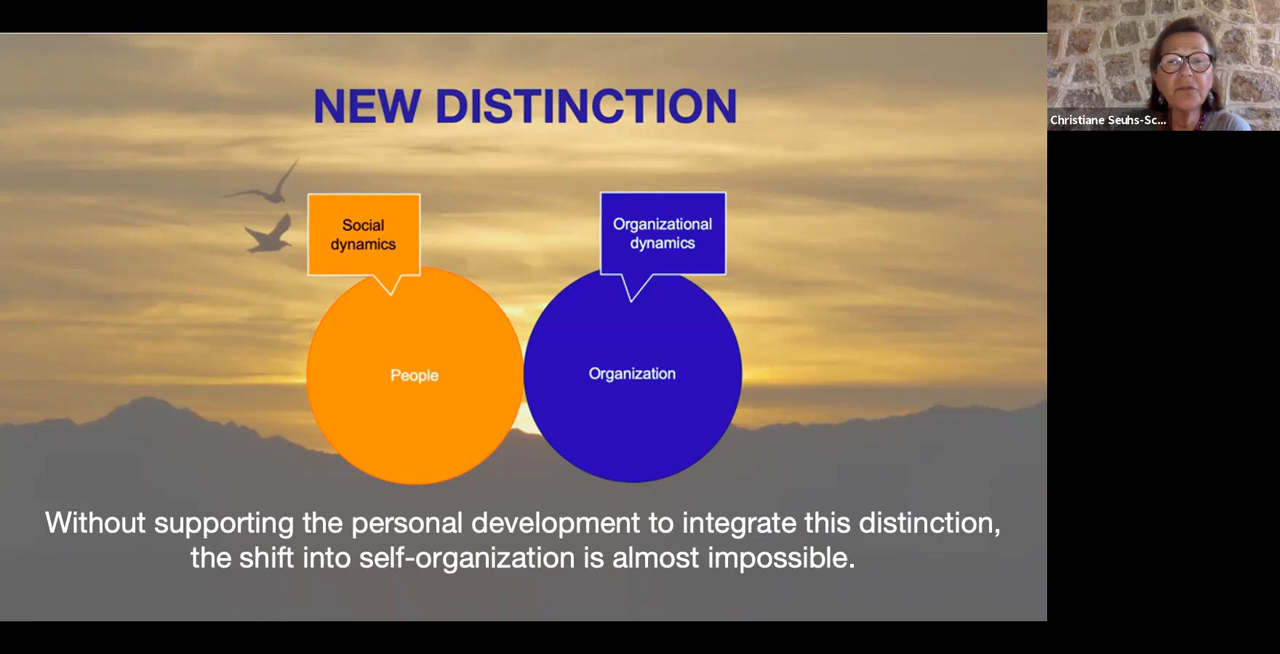 NEW DISTINCTION
Social
dynamics
Organizational
dynamics
People
Organization
Without supporting the personal development to integrate this distinction,
the shift into self-organization is almost impossible.
Christiane Seuhs-Sc...